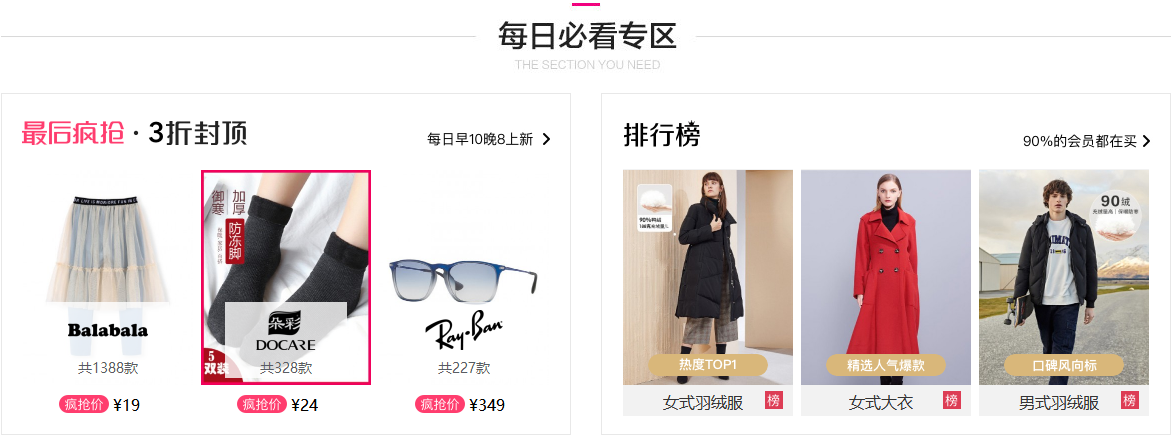 每日必看专区
THE SECTION YOU NEED
最后疯抢 · 3折封顶
每日早10晚8上新
Balabala
共1388款
疯抢价 ¥19
御寒
加厚
防冻脚
5
双装
朵彩
DOCARE
共328款
疯抢价 ¥24
Ray-Ban
共227款
疯抢价 ¥349
排行榜
90%的会员都在买
热度TOP1
女式羽绒服 榜
精选人气爆款
女式大衣 榜
90绒
口碑风向标
男式羽绒服 榜